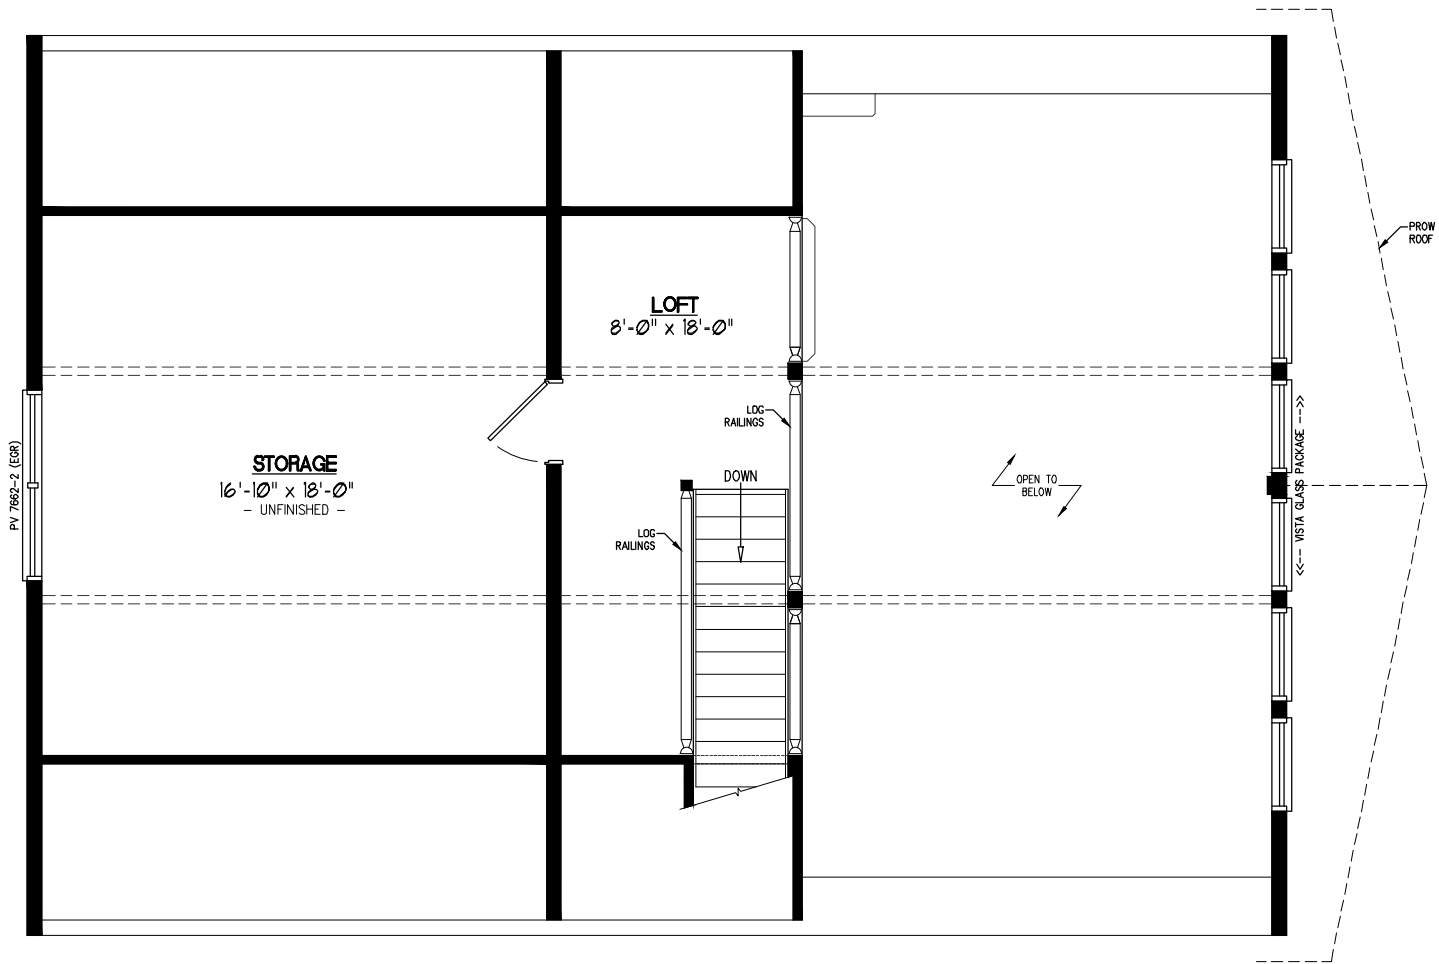 PROW
ROOF
LOFT
8'-0" x 18'-0"
LOG
RAILINGS
STORAGE
16'-10" x 18'-0"
- UNFINISHED -
DOWN
OPEN TO
BELOW
LOG
RAILINGS
PV 7662-2 (EGR)
<<--- VISTA GLASS PACKAGE --->>